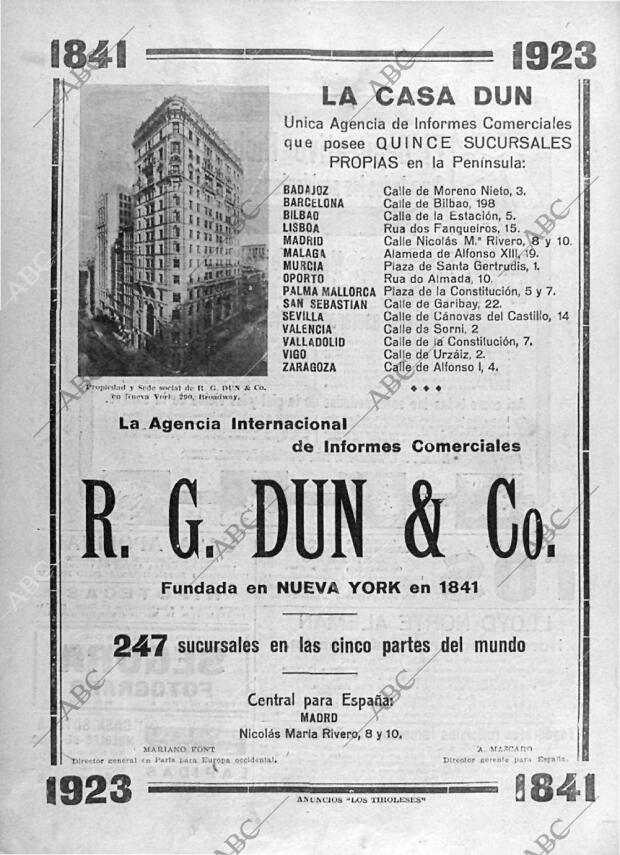 1841
1923
LA CASA DUN
Unica Agencia de Informes Comerciales
que posee QUINCE SUCURSALES
PROPIAS en la Península:
BADAJOZ Calle de Moreno Nieto, 3.
BARCELONA Calle de Bilbao, 198
BILBAO Calle de la Estación, 5.
LISBOA Rua dos Fanqueiros, 15.
MADRID Calle Nicolás M.ª Rivero, 8 y 10.
MALAGA Alameda de Alfonso XIII, 19.
MURCIA Plaza de Santa Gertrudis, 1.
OPORTO Rua do Almada, 10.
PALMA MALLORCA Plaza de la Constitución, 5 y 7.
SAN SEBASTIAN Calle de Garibay, 22.
SEVILLA Calle de Cánovas del Castillo, 14
VALENCIA Calle de Sorni, 2
VALLADOLID Calle de la Constitución, 7.
VIGO Calle de Urzáiz, 2.
ZARAGOZA Calle de Alfonso I, 4.
Propiedad y Sede social de R. G. DUN & Co.
en Nueva York, 290, Broadway.
La Agencia Internacional
de Informes Comerciales
R. G. DUN & Co.
Fundada en NUEVA YORK en 1841
247 sucursales en las cinco partes del mundo
Central para España:
MADRID
Nicolás María Rivero, 8 y 10.
MARIANO FONT
Director general en París para Europa occidental.
A. MASCARO
Director gerente para España.
1923
1841
ANUNCIOS "LOS TIROLESES"
ABC